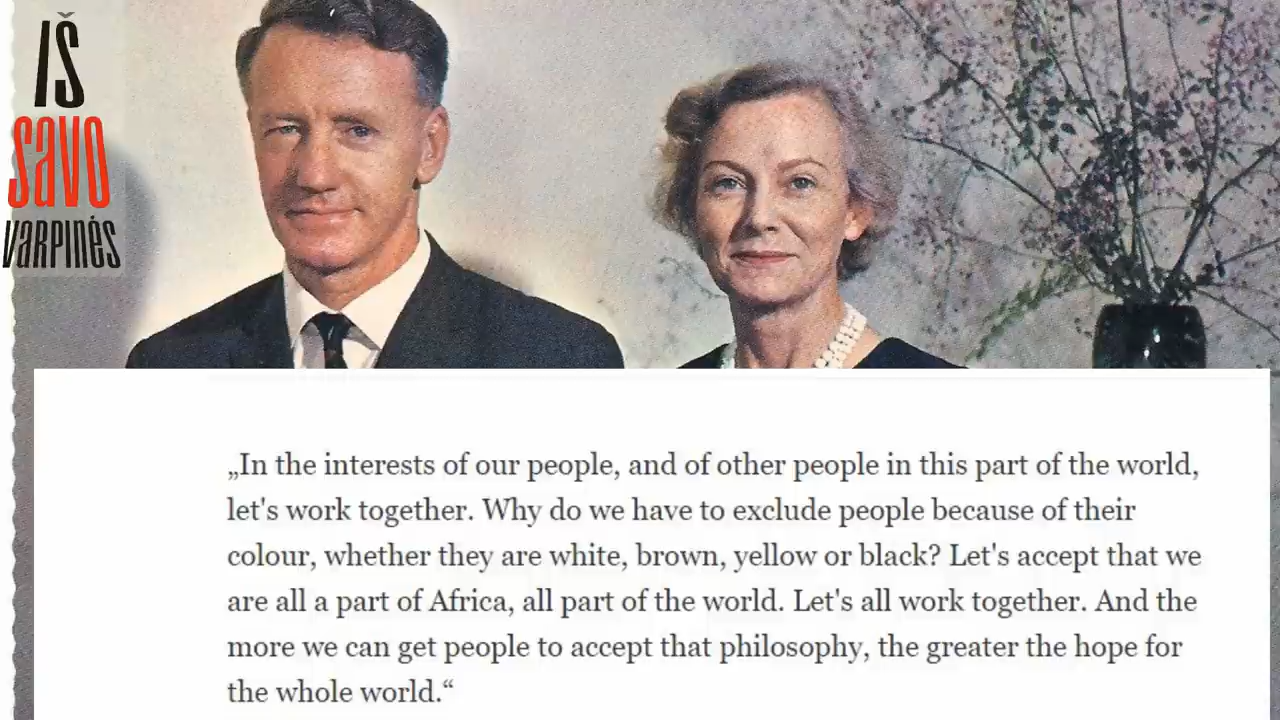 IŠ
SAVO
VARPINĖS
„In the interests of our people, and of other people in this part of the world,
let's work together. Why do we have to exclude people because of their
colour, whether they are white, brown, yellow or black? Let's accept that we
are all a part of Africa, all part of the world. Let's all work together. And the
more we can get people to accept that philosophy, the greater the hope for
the whole world.“